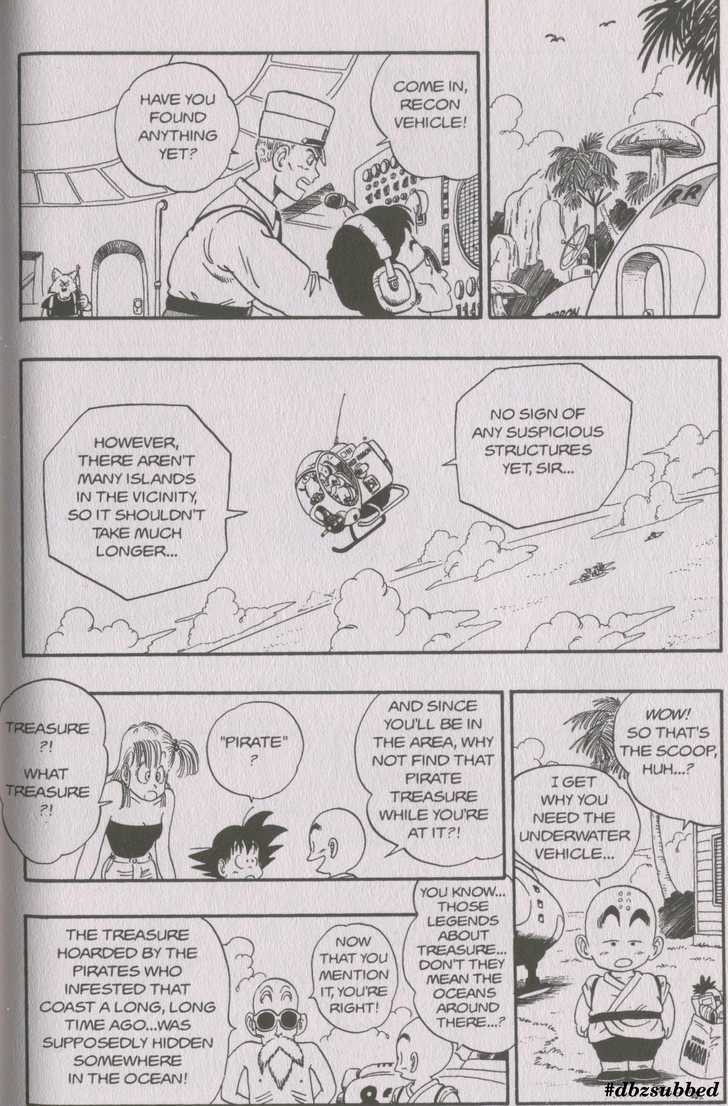 RR
COME IN,
RECON
VEHICLE!
HAVE YOU
FOUND
ANYTHING
YET?
NO SIGN OF
ANY SUSPICIOUS
STRUCTURES
YET, SIR...
HOWEVER,
THERE AREN'T
MANY ISLANDS
IN THE VICINITY,
SO IT SHOULDN'T
TAKE MUCH
LONGER...
WOW!
SO THAT'S
THE SCOOP,
HUH...?
I GET
WHY YOU
NEED THE
UNDERWATER
VEHICLE...
MARU
AND SINCE
YOU'LL BE IN
THE AREA, WHY
NOT FIND THAT
PIRATE
TREASURE
WHILE YOU'RE
AT IT?!
"PIRATE"
?
TREASURE
?!
WHAT
TREASURE
?!
YOU KNOW...
THOSE
LEGENDS
ABOUT
TREASURE...
DON'T THEY
MEAN THE
OCEANS
AROUND
THERE...?
NOW
THAT YOU
MENTION
IT, YOU'RE
RIGHT!
THE TREASURE
HOARDED BY THE
PIRATES WHO
INFESTED THAT
COAST A LONG, LONG
TIME AGO...WAS
SUPPOSEDLY HIDDEN
SOMEWHERE
IN THE OCEAN!
#dbzsubbed